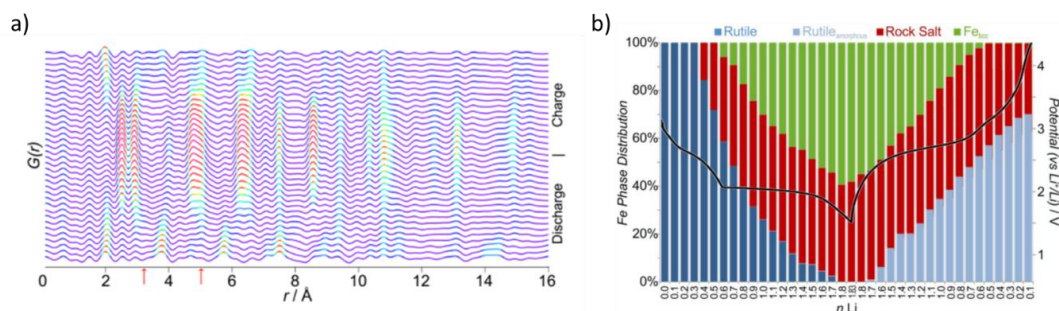 a)
G(r)
Discharge | Charge
0 2 4 6 8 10 12 14 16
r / Å
b)
Rutile Rutile amorphous Rock Salt Fe bcc
100%
80%
60%
40%
20%
0%
Fe Phase Distribution
4
3
2
1
Potential (vs Li⁺/Li) / V
0.0 0.1 0.2 0.3 0.4 0.5 0.6 0.7 0.8 0.9 1.0 1.1 1.2 1.3 1.4 1.5 1.6 1.7 1.8 1.83 1.8 1.7 1.6 1.5 1.4 1.3 1.2 1.1 1.0 0.9 0.8 0.7 0.6 0.5 0.4 0.3 0.2 0.1
n Li